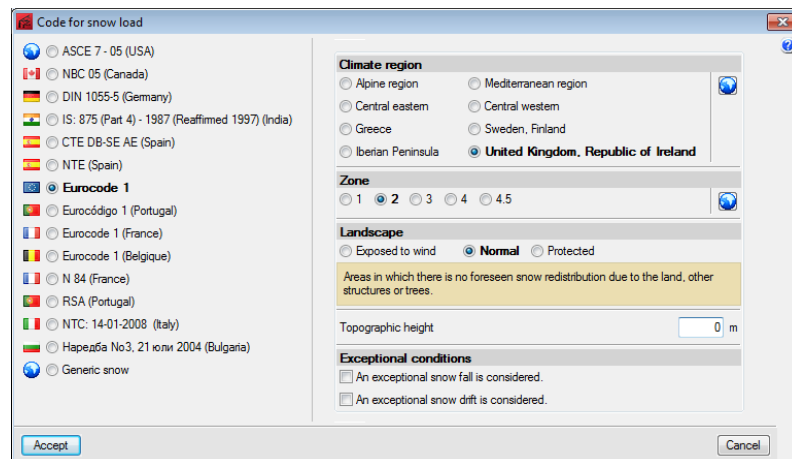 Code for snow load
ASCE 7 - 05 (USA)
NBC 05 (Canada)
DIN 1055-5 (Germany)
IS: 875 (Part 4) - 1987 (Reaffirmed 1997) (India)
CTE DB-SE AE (Spain)
NTE (Spain)
Eurocode 1
Eurocódigo 1 (Portugal)
Eurocode 1 (France)
Eurocode 1 (Belgique)
N 84 (France)
RSA (Portugal)
NTC: 14-01-2008 (Italy)
Наредба No3, 21 юли 2004 (Bulgaria)
Generic snow
Climate region
Alpine region Mediterranean region
Central eastern Central western
Greece Sweden, Finland
Iberian Peninsula United Kingdom, Republic of Ireland
Zone
1 2 3 4 4.5
Landscape
Exposed to wind Normal Protected
Areas in which there is no foreseen snow redistribution due to the land, other
structures or trees.
Topographic height 0 m
Exceptional conditions
An exceptional snow fall is considered.
An exceptional snow drift is considered.
Accept Cancel